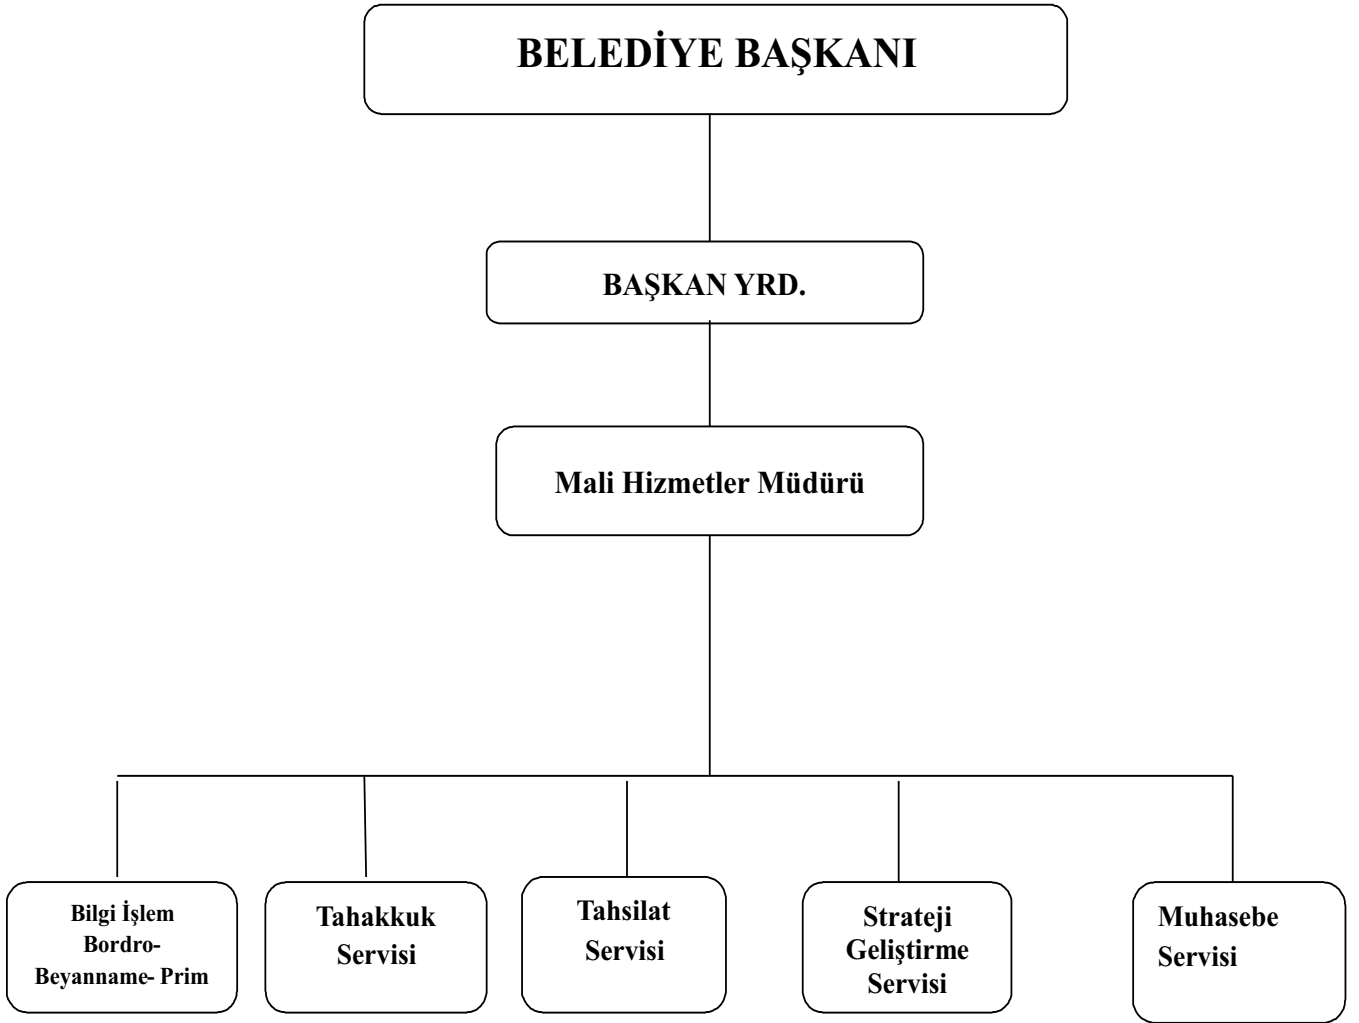 BELEDİYE BAŞKANI
BAŞKAN YRD.
Mali Hizmetler Müdürü
Bilgi İşlem
Bordro-
Beyanname- Prim
Tahakkuk
Servisi
Tahsilat
Servisi
Strateji
Geliştirme
Servisi
Muhasebe
Servisi